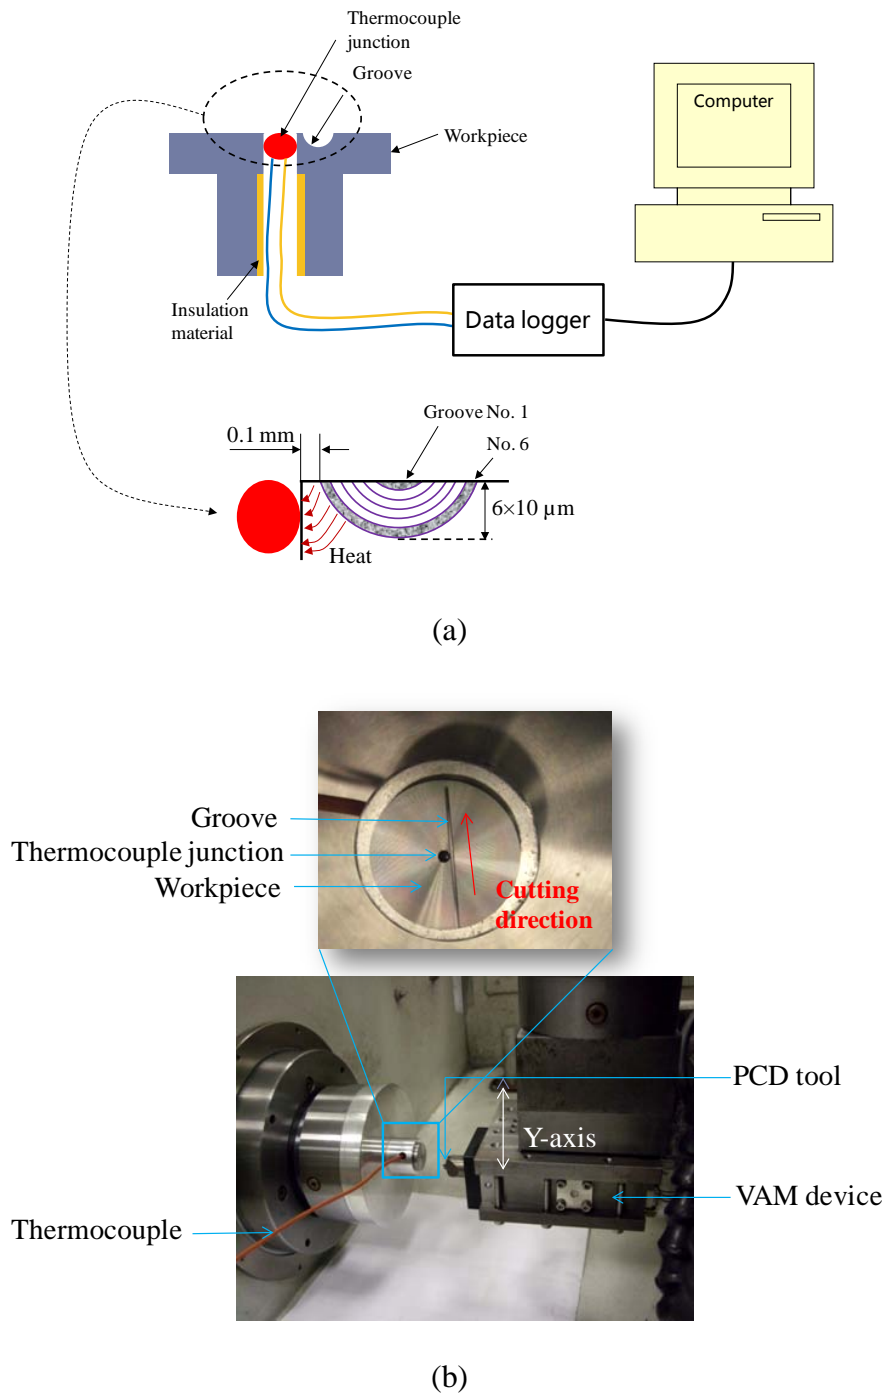 Thermocouple
junction
Groove
Computer
Workpiece
Insulation
material
Data logger
Groove No. 1
0.1 mm
No. 6
6×10 µm
Heat
(a)
Groove
Thermocouple junction
Workpiece
Cutting
direction
PCD tool
Y-axis
VAM device
Thermocouple
(b)